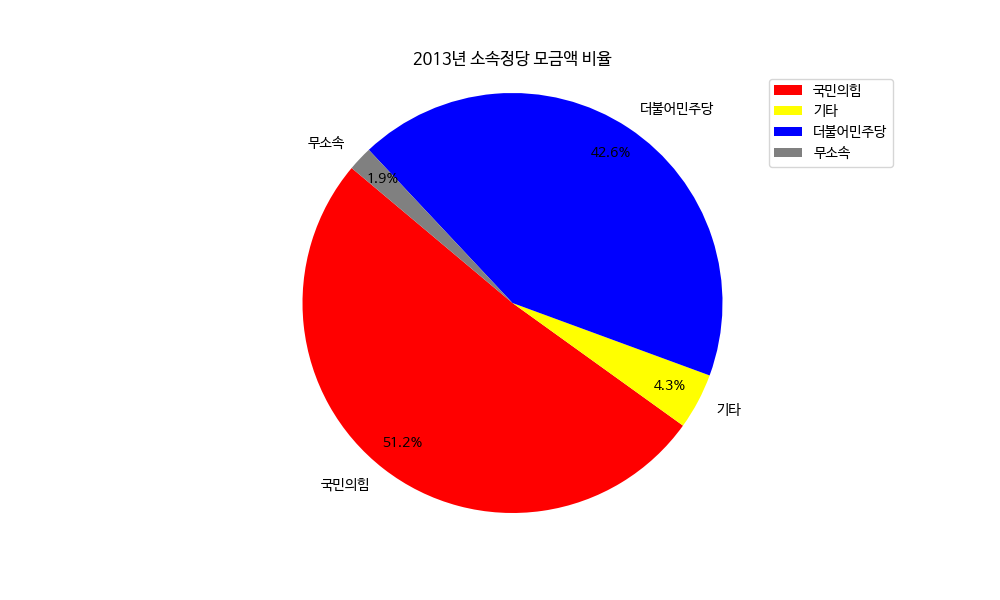 2013년 소속정당 모금액 비율
국민의힘
기타
더불어민주당
무소속
더불어민주당
42.6%
무소속
1.9%
4.3%
기타
51.2%
국민의힘